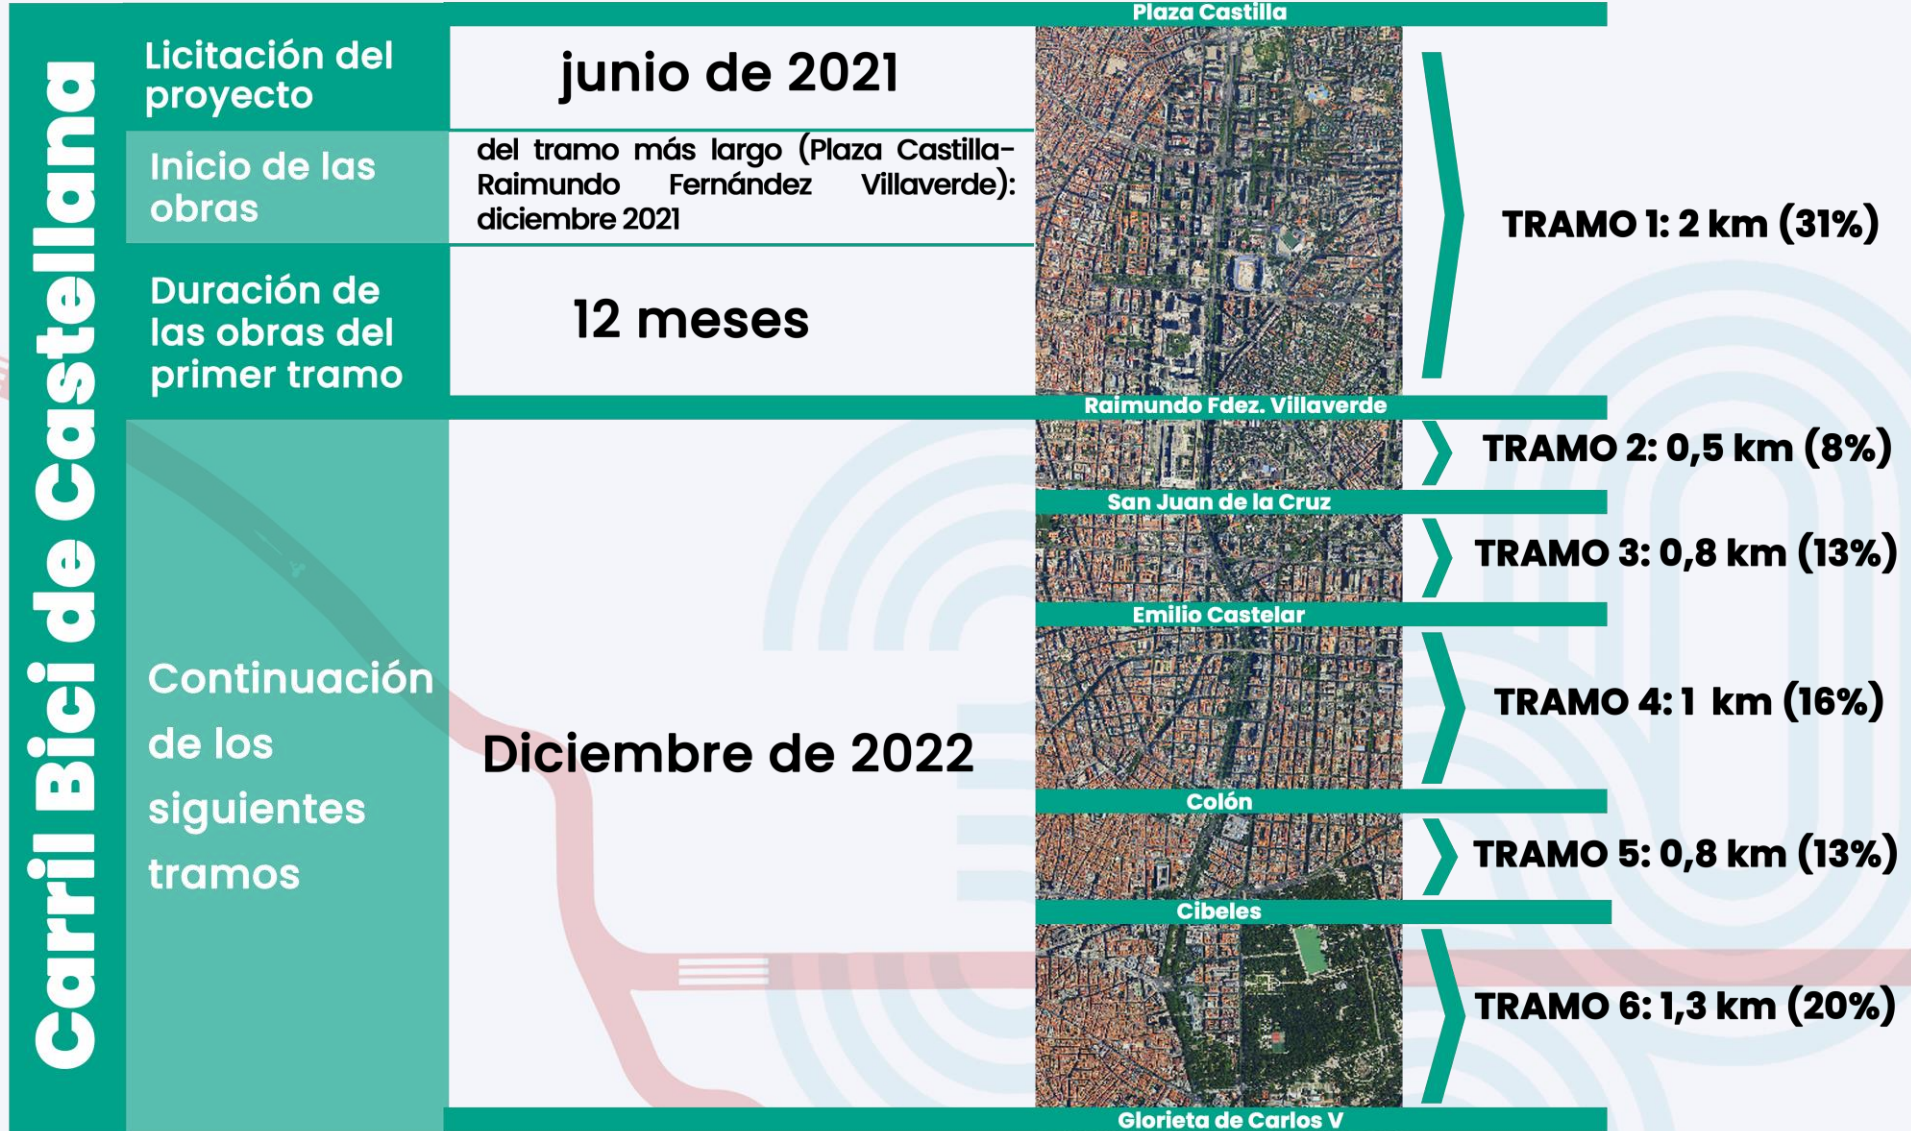 Carril Bici de Castellana
Licitación del
proyecto
junio de 2021
Inicio de las
obras
del tramo más largo (Plaza Castilla-
Raimundo Fernández Villaverde):
diciembre 2021
Duración de
las obras del
primer tramo
12 meses
Continuación
de los
siguientes
tramos
Diciembre de 2022
Plaza Castilla
TRAMO 1: 2 km (31%)
Raimundo Fdez. Villaverde
TRAMO 2: 0,5 km (8%)
San Juan de la Cruz
TRAMO 3: 0,8 km (13%)
Emilio Castelar
TRAMO 4: 1 km (16%)
Colón
TRAMO 5: 0,8 km (13%)
Cibeles
TRAMO 6: 1,3 km (20%)
Glorieta de Carlos V